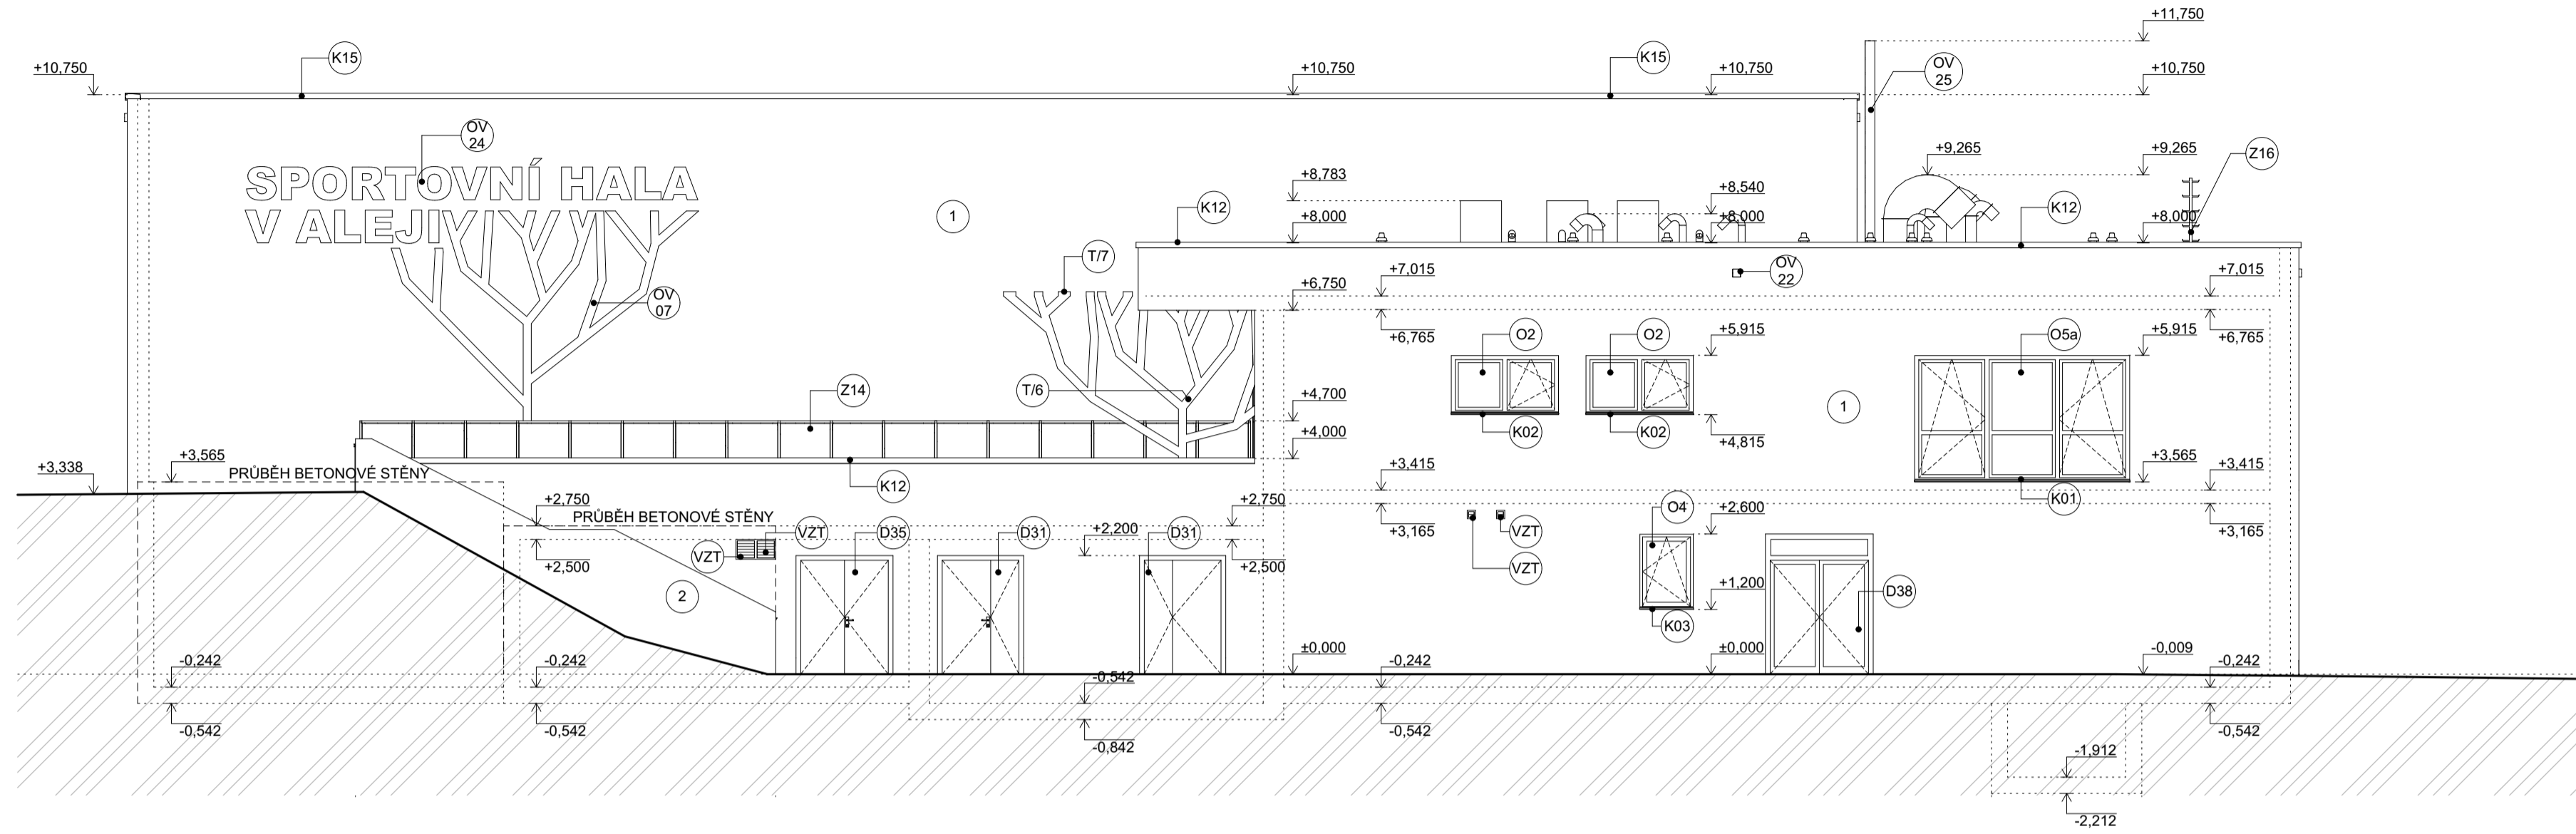 +11,750
+10,750
K15
+10,750
K15
+10,750
OV
25
+10,750
OV
24
+9,265
+9,265
Z16
SPORTOVNÍ HALA
V ALEJI
+8,783
+8,540
1
K12
+8,000
+8,000
K12
+8,000
T/7
OV
22
+7,015
+7,015
OV
07
+6,750
+6,765
+6,765
O2
O2
+5,915
O5a
+5,915
Z14
T/6
+4,700
1
K02
K02
+4,815
+4,000
+3,338
+3,565
PRŮBĚH BETONOVÉ STĚNY
K12
+3,415
+3,565
+3,415
K01
+2,750
+2,750
O4
+2,600
PRŮBĚH BETONOVÉ STĚNY
+3,165
+3,165
VZT
VZT
VZT
D35
D31
+2,200
D31
+2,500
+2,500
VZT
2
+1,200
D38
K03
±0,000
±0,000
-0,009
-0,242
-0,242
-0,542
-0,242
-0,242
-0,542
-0,542
-0,842
-0,542
-0,542
-1,912
-2,212